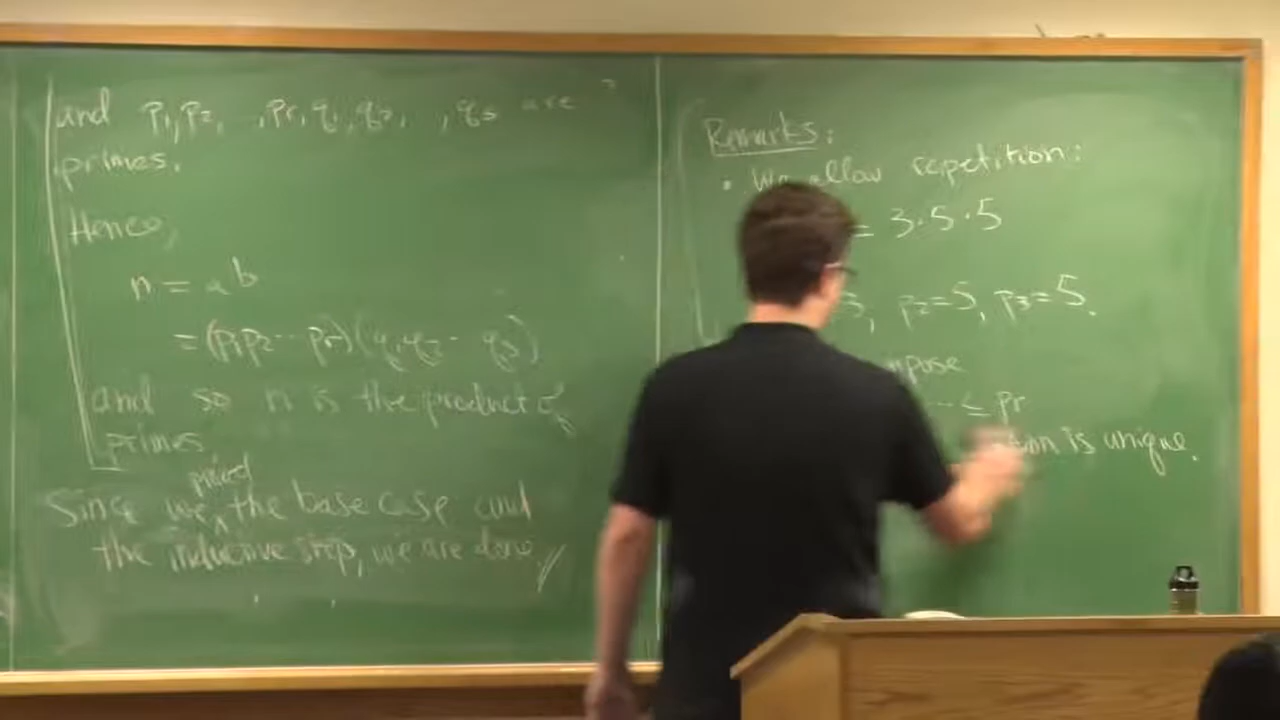 and p₁, p₂, , pr, q₁, q₂, , qs are
primes.
Hence,
n = ab
= (p₁p₂ ⋯ pr)(q₁q₂ ⋯ qs)
and so n is the product of
primes
Since we proved the base case and
the inductive step, we are done //
Remarks:
• We allow repetition:
= 3·5·5
3, p₂=5, p₃=5.
⋯ ≤ pr
is unique.